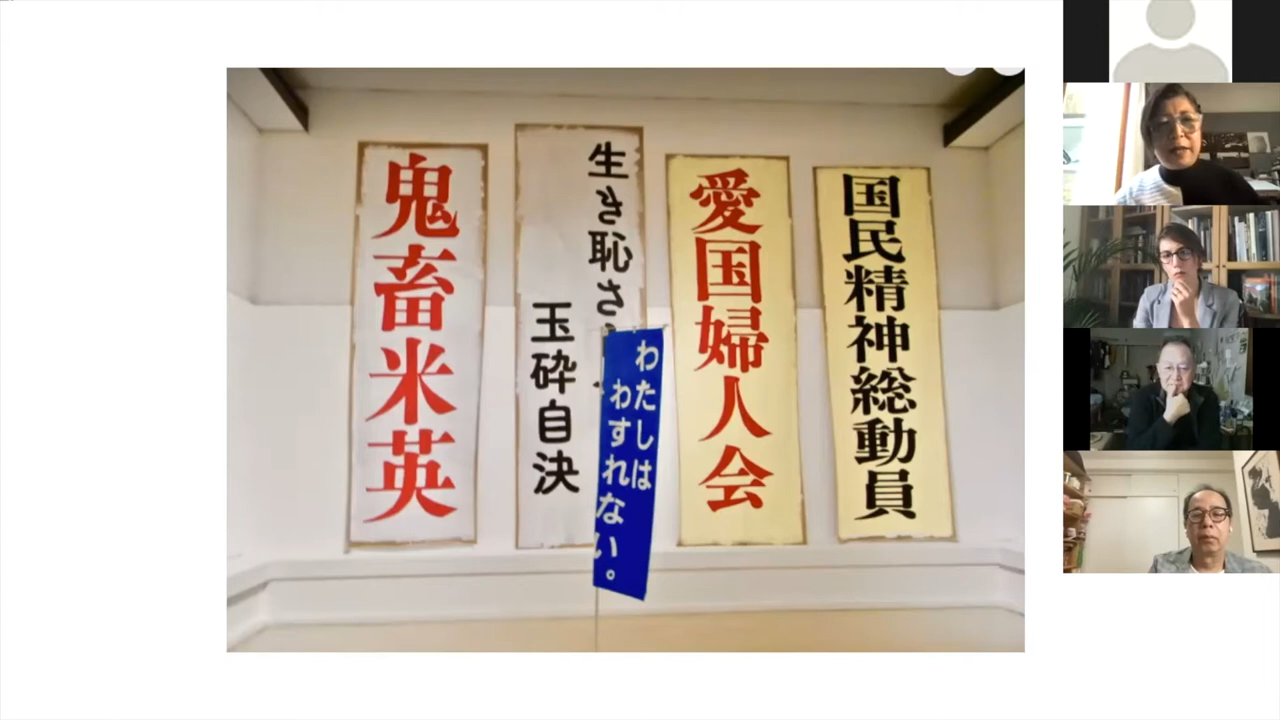 国民精神総動員
愛国婦人会
わたしは
わすれない。
生き恥さ
玉砕自決
鬼畜米英